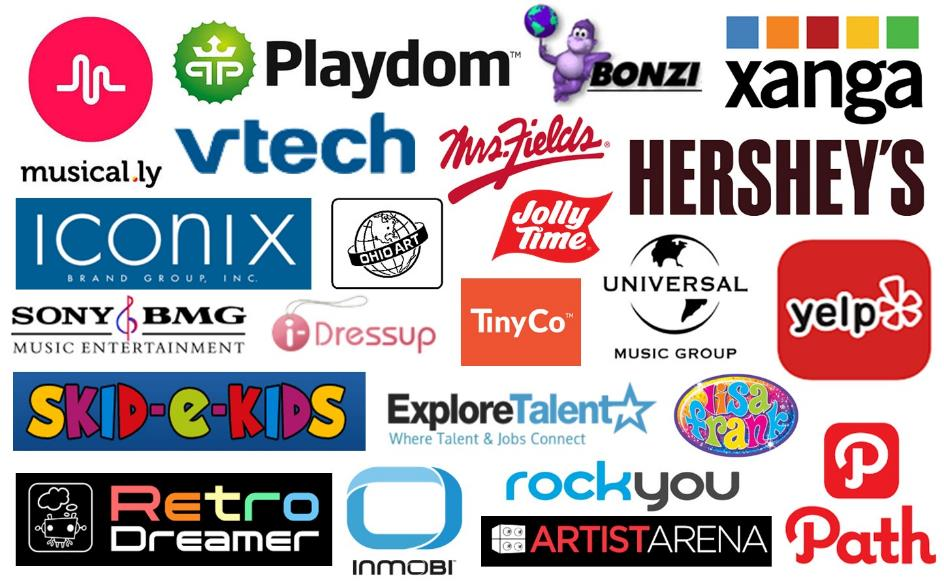 musical.ly
Playdom™
BONZI
xanga
vtech
Mrs. Fields®
HERSHEY'S
ICONIX
BRAND GROUP, INC.
OHIO ART
Jolly
Time®
UNIVERSAL
MUSIC GROUP
yelp
SONY BMG
MUSIC ENTERTAINMENT
i-Dressup
TinyCo™
SKID-e-KIDS
ExploreTalent
Where Talent & Jobs Connect
lisa
frank
P
Path
Retro
Dreamer
INMOBI
rockyou
ARTISTARENA